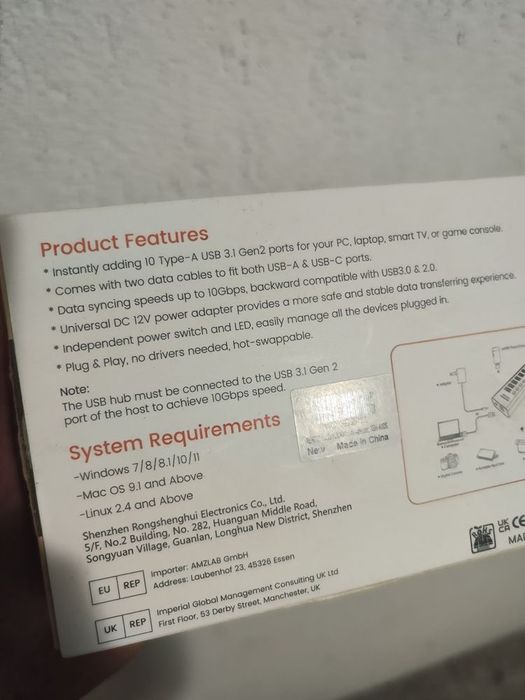 Product Features
* Instantly adding 10 Type-A USB 3.1 Gen2 ports for your PC, laptop, smart TV, or game console.
* Comes with two data cables to fit both USB-A & USB-C ports.
* Data syncing speeds up to 10Gbps, backward compatible with USB3.0 & 2.0.
* Universal DC 12V power adapter provides a more safe and stable data transferring experience.
* Independent power switch and LED, easily manage all the devices plugged in.
* Plug & Play, no drivers needed, hot-swappable.
Note:
The USB hub must be connected to the USB 3.1 Gen 2
port of the host to achieve 10Gbps speed.
New Made in China
System Requirements
-Windows 7/8/8.1/10/11
-Mac OS 9.1 and Above
-Linux 2.4 and Above
Shenzhen Rongshenghui Electronics Co., Ltd.
5/F, No.2 Building, No. 282, Huanguan Middle Road,
Songyuan Village, Guanlan, Longhua New District, Shenzhen
EU REP
Importer: AMZLAB GmbH
Address: Laubenhof 23, 45326 Essen
UK REP
Imperial Global Management Consulting UK Ltd
First Floor, 53 Derby Street, Manchester, UK
UK
CA
CE